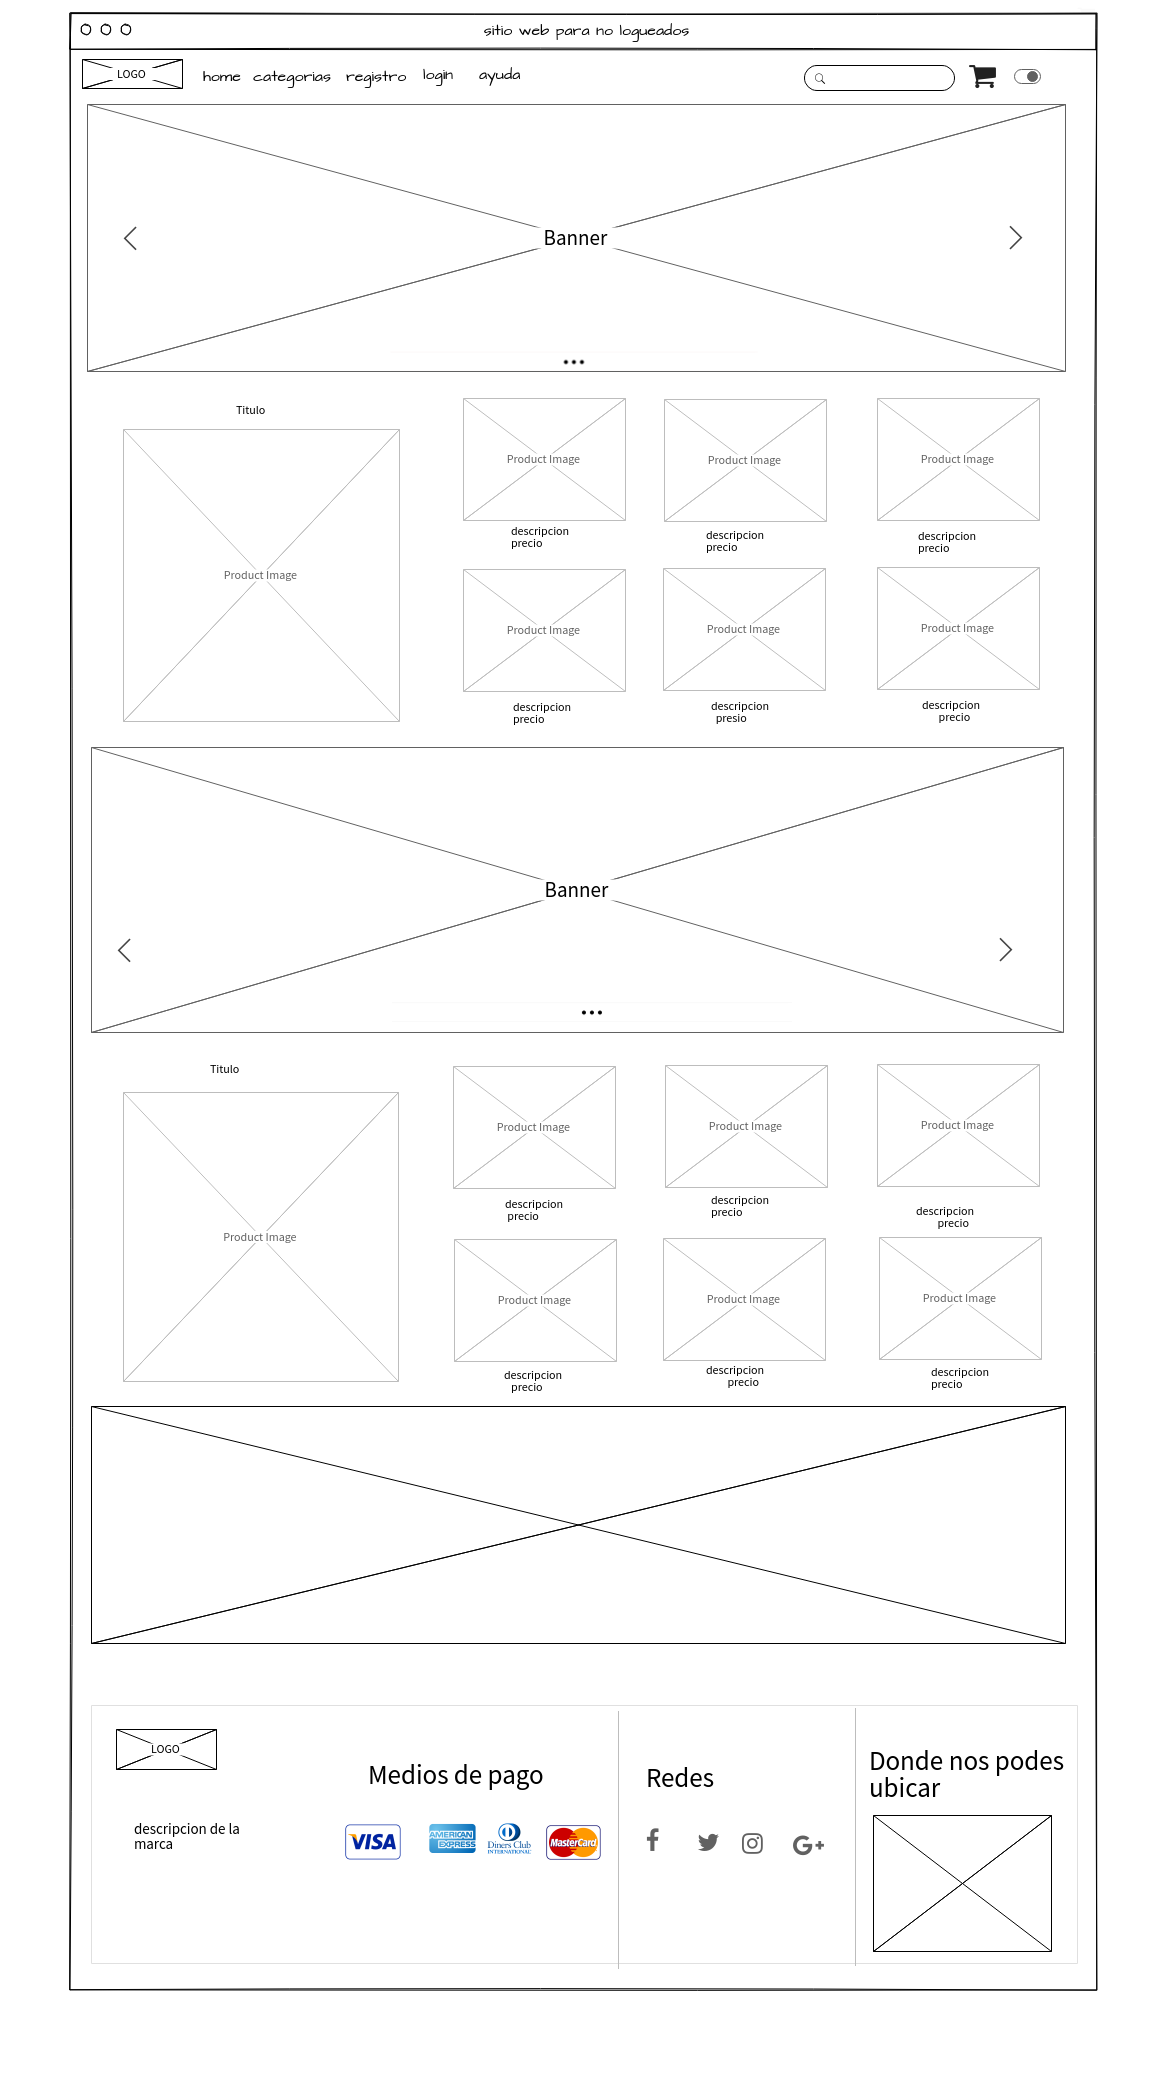 sitio web para no logueados
LOGO
home categorias registro login ayuda
Banner
Titulo
Product Image
Product Image
Product Image
Product Image
descripcion
precio
descripcion
precio
descripcion
precio
Product Image
Product Image
Product Image
descripcion
precio
descripcion
presio
descripcion
precio
Banner
Titulo
Product Image
Product Image
Product Image
Product Image
descripcion
precio
descripcion
precio
descripcion
precio
Product Image
Product Image
Product Image
descripcion
precio
descripcion
precio
descripcion
precio
LOGO
descripcion de la
marca
Medios de pago
VISA
AMERICAN
EXPRESS
Diners Club
INTERNATIONAL
MasterCard
Redes
G+
Donde nos podes
ubicar